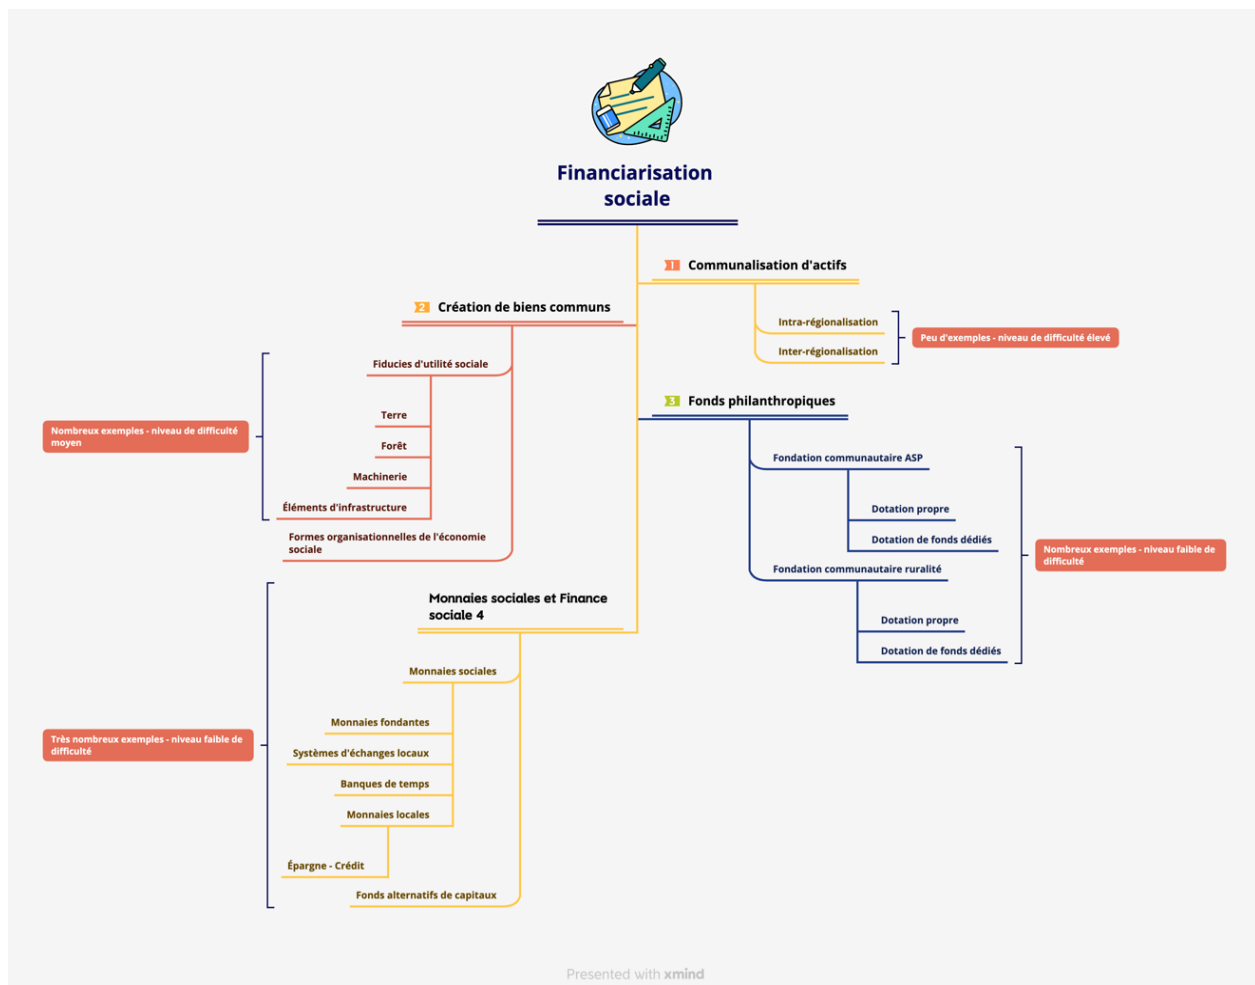 Financiarisation
sociale
1 Communalisation d'actifs
Intra-régionalisation
Inter-régionalisation
Peu d'exemples - niveau de difficulté élevé
2 Création de biens communs
Fiducies d'utilité sociale
Terre
Forêt
Machinerie
Éléments d'infrastructure
Nombreux exemples - niveau de difficulté
moyen
Formes organisationnelles de l'économie
sociale
3 Fonds philanthropiques
Fondation communautaire ASP
Dotation propre
Dotation de fonds dédiés
Fondation communautaire ruralité
Dotation propre
Dotation de fonds dédiés
Nombreux exemples - niveau faible de
difficulté
Monnaies sociales et Finance
sociale 4
Monnaies sociales
Monnaies fondantes
Systèmes d'échanges locaux
Banques de temps
Monnaies locales
Épargne - Crédit
Fonds alternatifs de capitaux
Très nombreux exemples - niveau faible de
difficulté
Presented with xmind